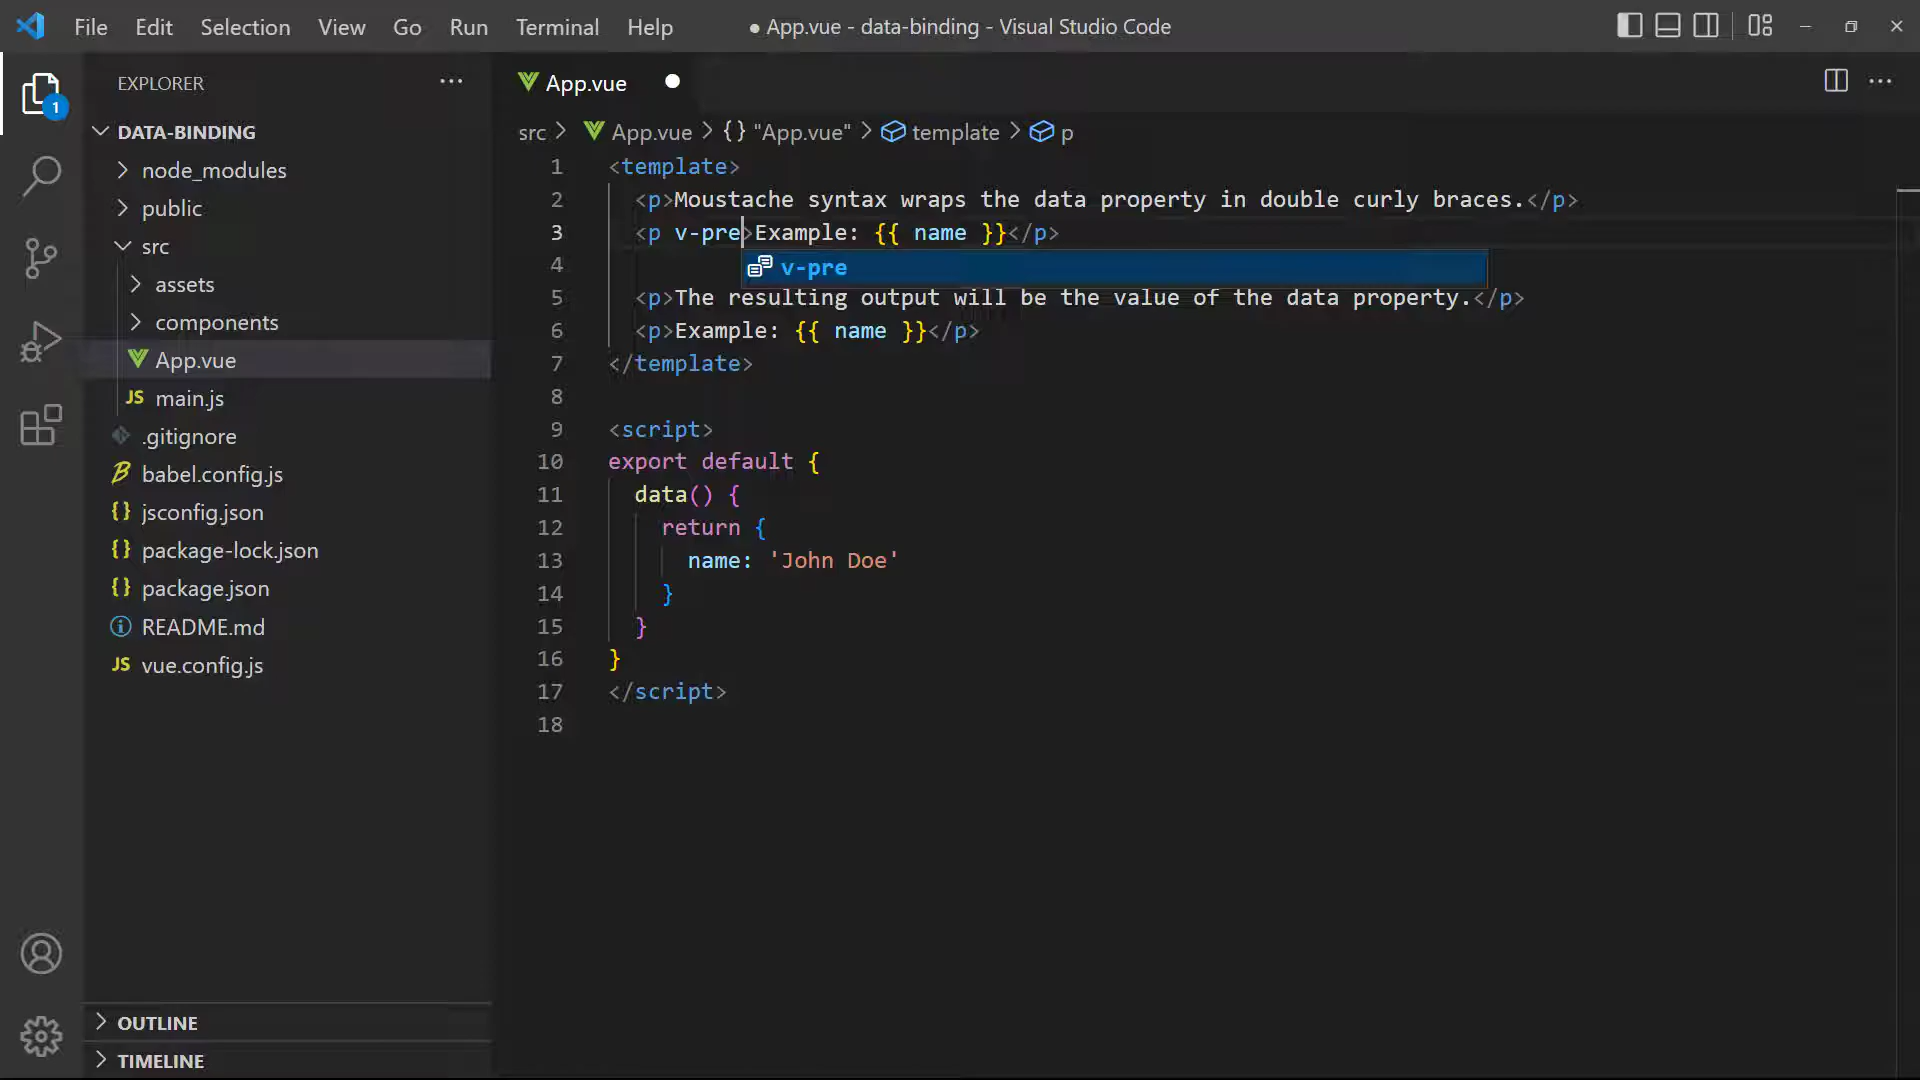 File Edit Selection View Go Run Terminal Help ● App.vue - data-binding - Visual Studio Code
EXPLORER
1
DATA-BINDING
node_modules
public
src
assets
components
App.vue
JS main.js
.gitignore
babel.config.js
{} jsconfig.json
{} package-lock.json
{} package.json
README.md
JS vue.config.js
OUTLINE
TIMELINE
App.vue
src > App.vue > {} "App.vue" > template > p
1 <template>
2 <p>Moustache syntax wraps the data property in double curly braces.</p>
3 <p v-pre>Example: {{ name }}</p>
4
v-pre
5 <p>The resulting output will be the value of the data property.</p>
6 <p>Example: {{ name }}</p>
7 </template>
8
9 <script>
10 export default {
11 data() {
12 return {
13 name: 'John Doe'
14 }
15 }
16 }
17 </script>
18